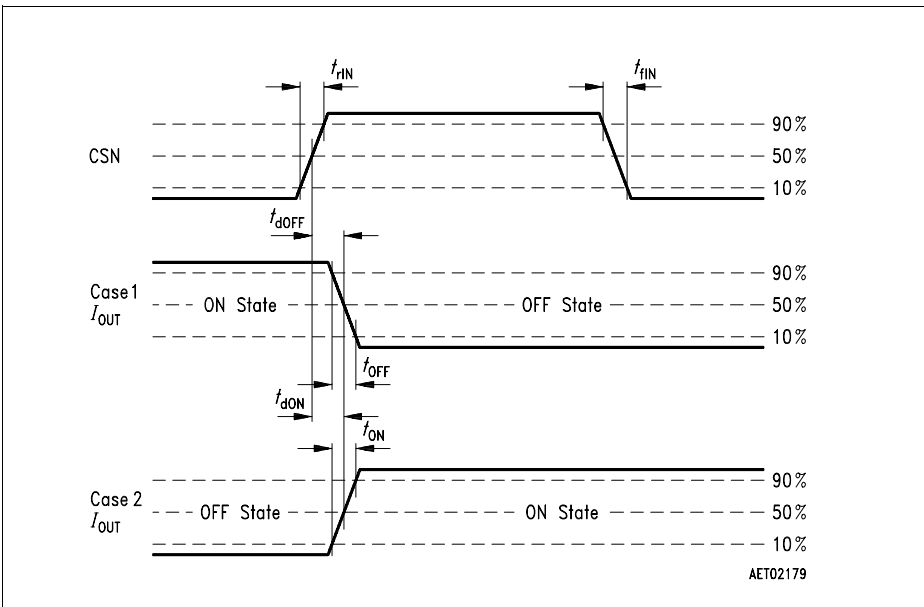 trIN
tfIN
CSN
90%
50%
10%
tdOFF
Case 1
IOUT
ON State
OFF State
90%
50%
10%
tOFF
tdON
tON
Case 2
IOUT
OFF State
ON State
90%
50%
10%
AET02179